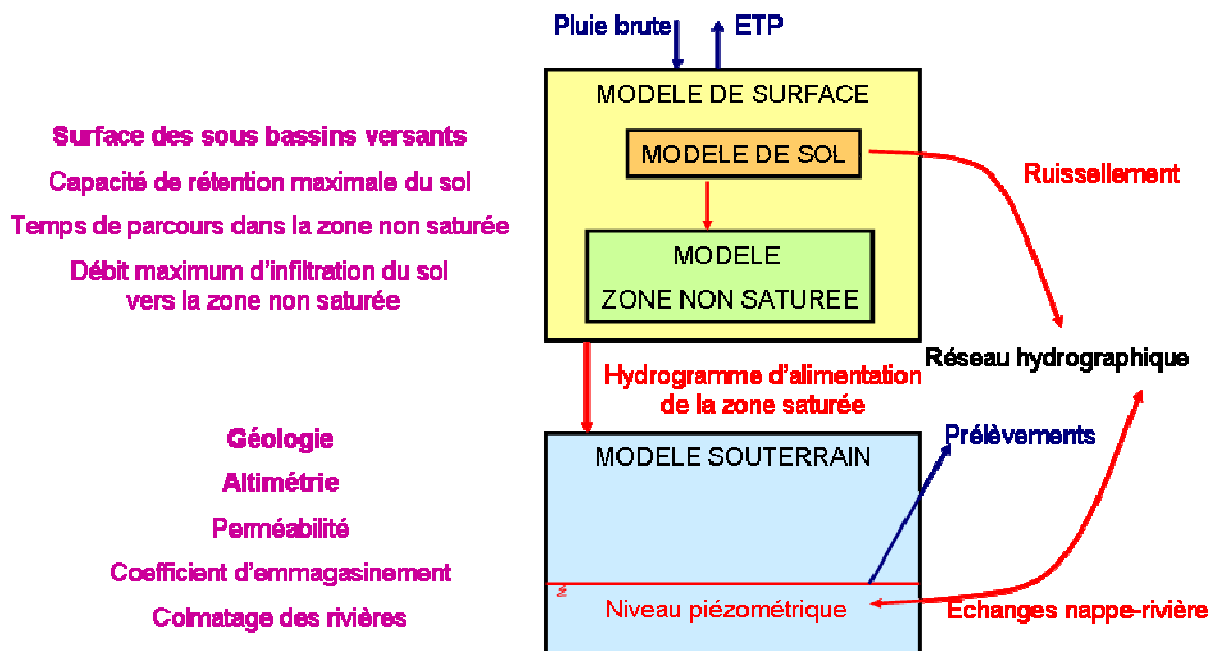 Pluie brute
ETP
MODELE DE SURFACE
Surface des sous bassins versants
MODELE DE SOL
Capacité de rétention maximale du sol
Ruissellement
Temps de parcours dans la zone non saturée
MODELE
ZONE NON SATUREE
Débit maximum d'infiltration du sol
vers la zone non saturée
Réseau hydrographique
Hydrogramme d'alimentation
de la zone saturée
Géologie
Prélèvements
MODELE SOUTERRAIN
Altimétrie
Perméabilité
Coefficient d'emmagasinement
Colmatage des rivières
Niveau piézométrique
Echanges nappe-rivière